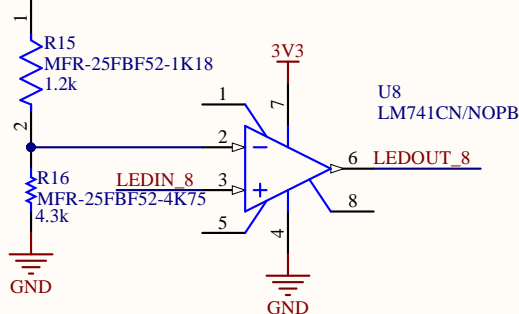 1
R15
MFR-25FBF52-1K18
1.2k
2
R16
MFR-25FBF52-4K75
4.3k
GND
LEDIN_8
1
2
3
5
3V3
7
4
GND
6
8
LEDOUT_8
U8
LM741CN/NOPB